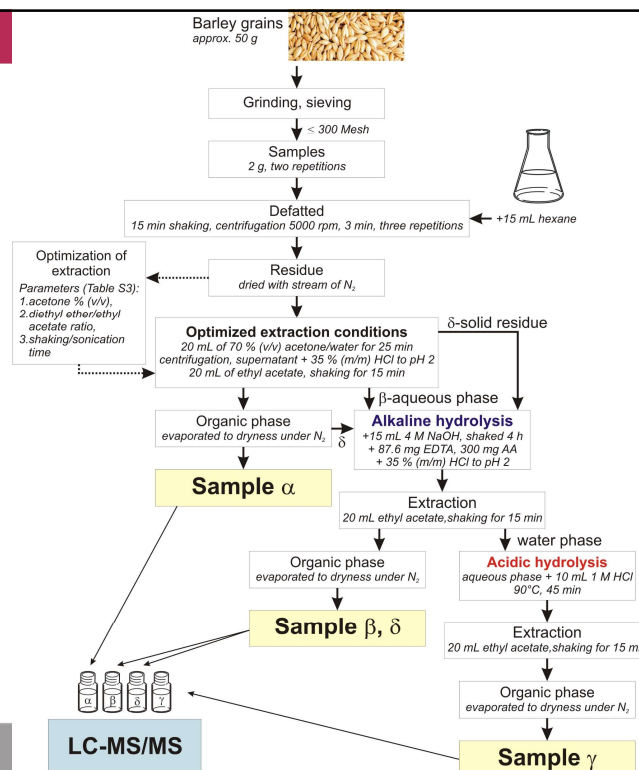 Barley grains
approx. 50 g
Grinding, sieving
< 300 Mesh
Samples
2 g, two repetitions
Defatted
15 min shaking, centrifugation 5000 rpm, 3 min, three repetitions
+15 mL hexane
Optimization of
extraction
Parameters (Table S3):
1.acetone % (v/v),
2.diethyl ether/ethyl
acetate ratio,
3.shaking/sonication
time
Residue
dried with stream of N₂
Optimized extraction conditions
20 mL of 70 % (v/v) acetone/water for 25 min
centrifugation, supernatant + 35 % (m/m) HCl to pH 2
20 mL of ethyl acetate, shaking for 15 min
δ-solid residue
β-aqueous phase
Organic phase
evaporated to dryness under N₂
δ
Alkaline hydrolysis
+15 mL 4 M NaOH, shaked 4 h
+ 87.6 mg EDTA, 300 mg AA
+ 35 % (m/m) HCl to pH 2
Sample α
Extraction
20 mL ethyl acetate,shaking for 15 min
water phase
Organic phase
evaporated to dryness under N₂
Acidic hydrolysis
aqueous phase + 10 mL 1 M HCl
90°C, 45 min
Sample β, δ
Extraction
20 mL ethyl acetate,shaking for 15 m
Organic phase
evaporated to dryness under N₂
α β δ γ
LC-MS/MS
Sample γ